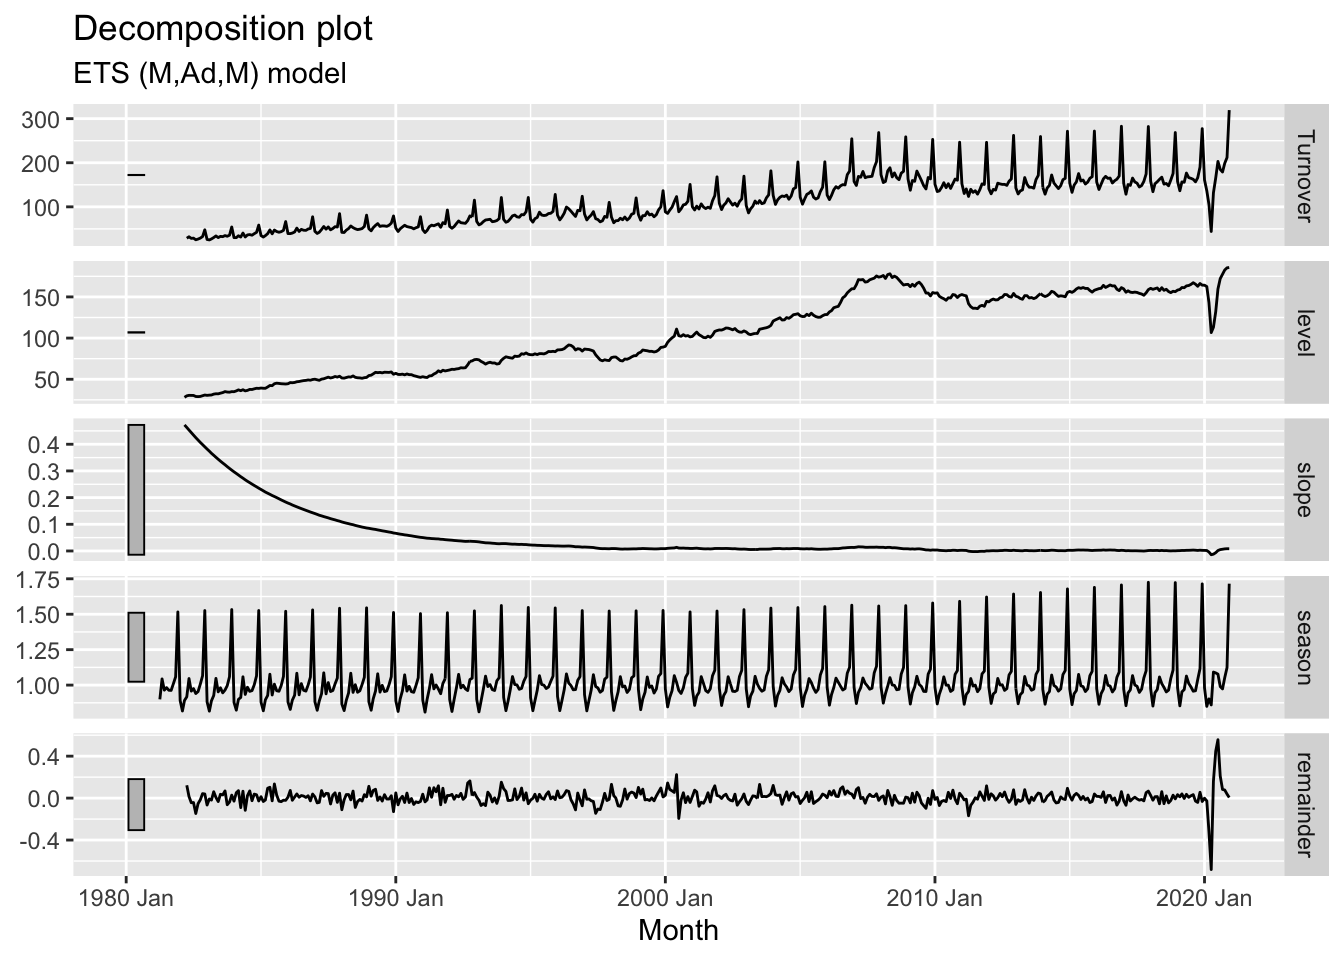 Decomposition plot
ETS (M,Ad,M) model
300
200
100
Turnover
150
100
50
level
0.4
0.3
0.2
0.1
0.0
slope
1.75
1.50
1.25
1.00
season
0.4
0.0
-0.4
remainder
1980 Jan 1990 Jan 2000 Jan 2010 Jan 2020 Jan
Month